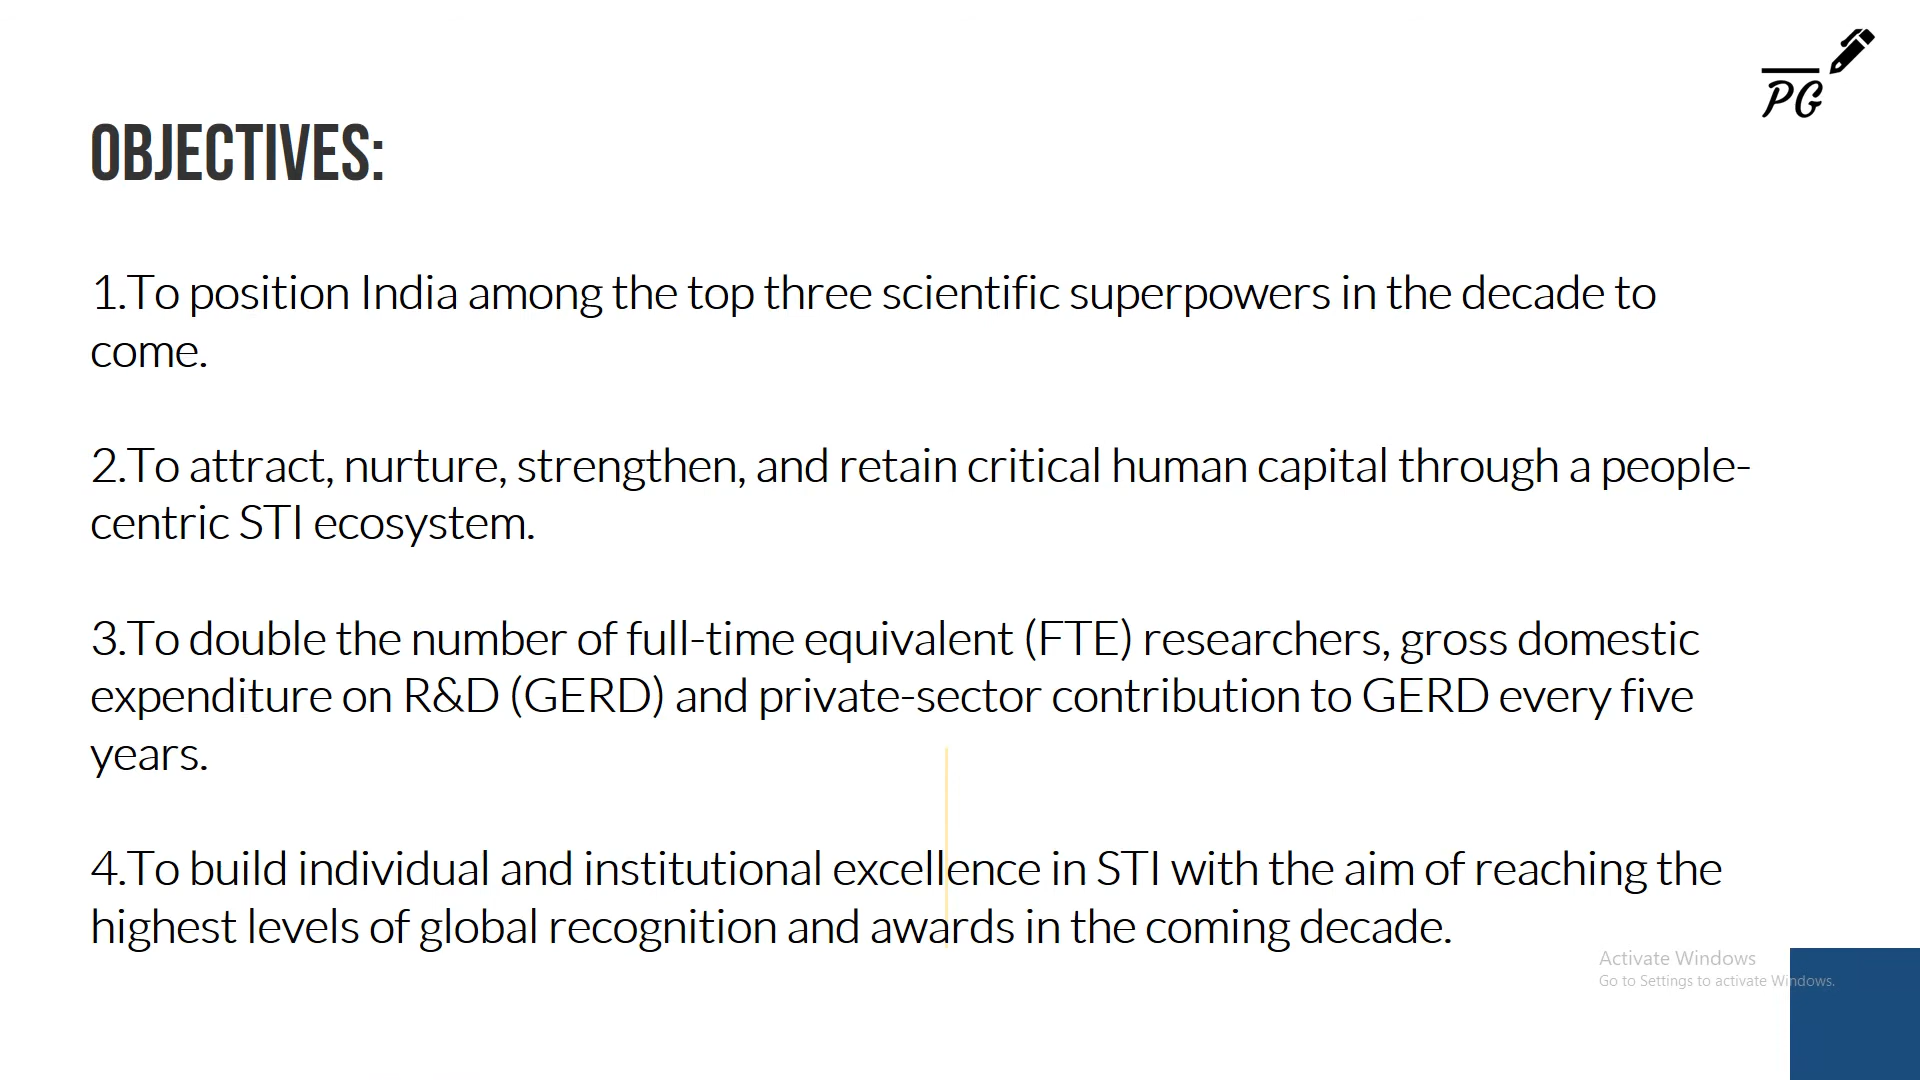 PG
OBJECTIVES:
1.To position India among the top three scientific superpowers in the decade to
come.
2.To attract, nurture, strengthen, and retain critical human capital through a people-
centric STI ecosystem.
3.To double the number of full-time equivalent (FTE) researchers, gross domestic
expenditure on R&D (GERD) and private-sector contribution to GERD every five
years.
4.To build individual and institutional excellence in STI with the aim of reaching the
highest levels of global recognition and awards in the coming decade.
Activate Windows
Go to Settings to activate Windows.